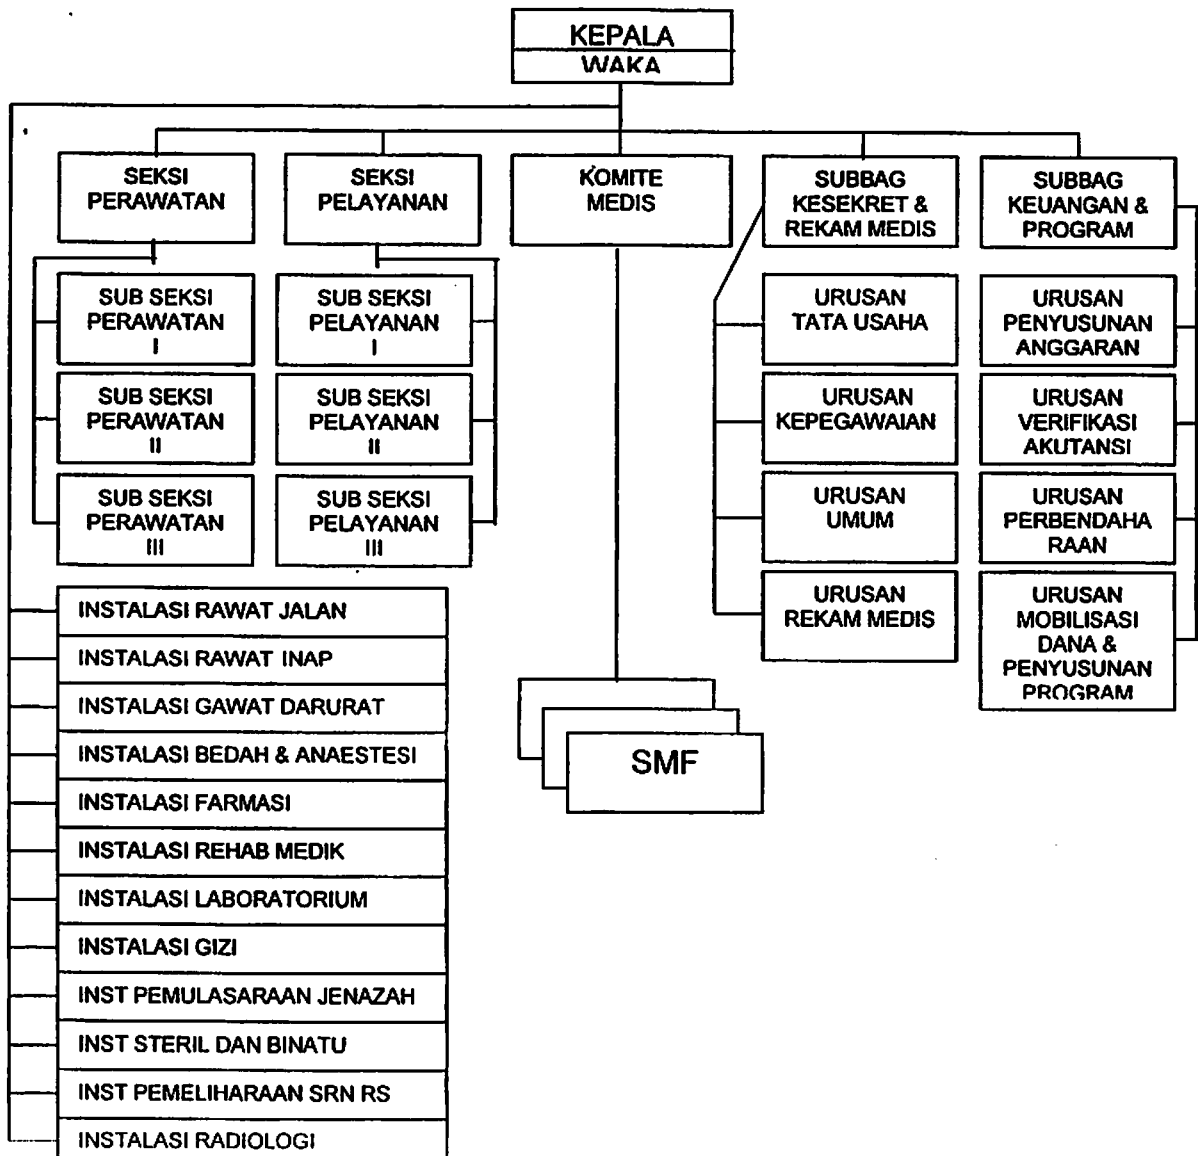 KEPALA
WAKA
SEKSI
PERAWATAN
SEKSI
PELAYANAN
KOMITE
MEDIS
SUBBAG
KESEKRET &
REKAM MEDIS
SUBBAG
KEUANGAN &
PROGRAM
SUB SEKSI
PERAWATAN
I
SUB SEKSI
PELAYANAN
I
URUSAN
TATA USAHA
URUSAN
PENYUSUNAN
ANGGARAN
SUB SEKSI
PERAWATAN
II
SUB SEKSI
PELAYANAN
II
URUSAN
KEPEGAWAIAN
URUSAN
VERIFIKASI
AKUTANSI
SUB SEKSI
PERAWATAN
III
SUB SEKSI
PELAYANAN
III
URUSAN
UMUM
URUSAN
PERBENDAHA
RAAN
URUSAN
REKAM MEDIS
URUSAN
MOBILISASI
DANA &
PENYUSUNAN
PROGRAM
SMF
INSTALASI RAWAT JALAN
INSTALASI RAWAT INAP
INSTALASI GAWAT DARURAT
INSTALASI BEDAH & ANAESTESI
INSTALASI FARMASI
INSTALASI REHAB MEDIK
INSTALASI LABORATORIUM
INSTALASI GIZI
INST PEMULASARAAN JENAZAH
INST STERIL DAN BINATU
INST PEMELIHARAAN SRN RS
INSTALASI RADIOLOGI